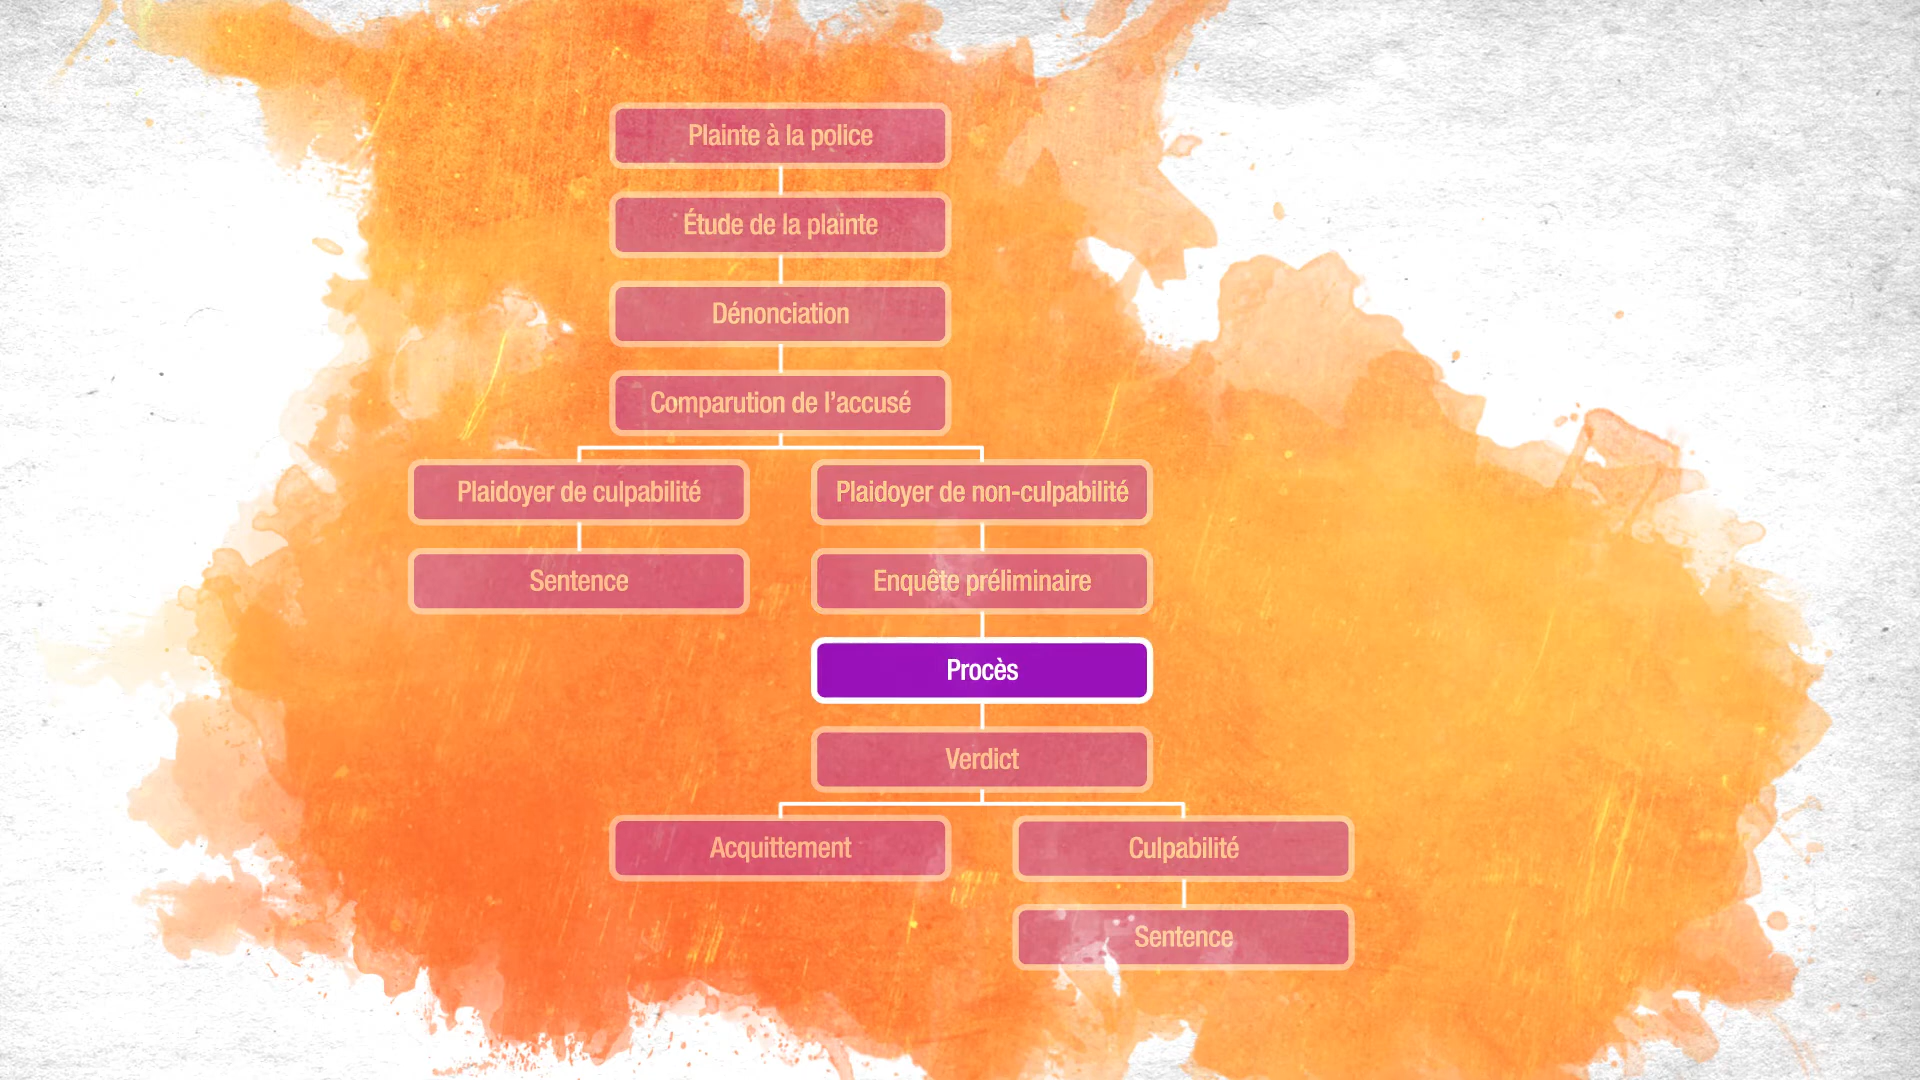 Plainte à la police
Étude de la plainte
Dénonciation
Comparution de l’accusé
Plaidoyer de culpabilité
Plaidoyer de non-culpabilité
Sentence
Enquête préliminaire
Procès
Verdict
Acquittement
Culpabilité
Sentence